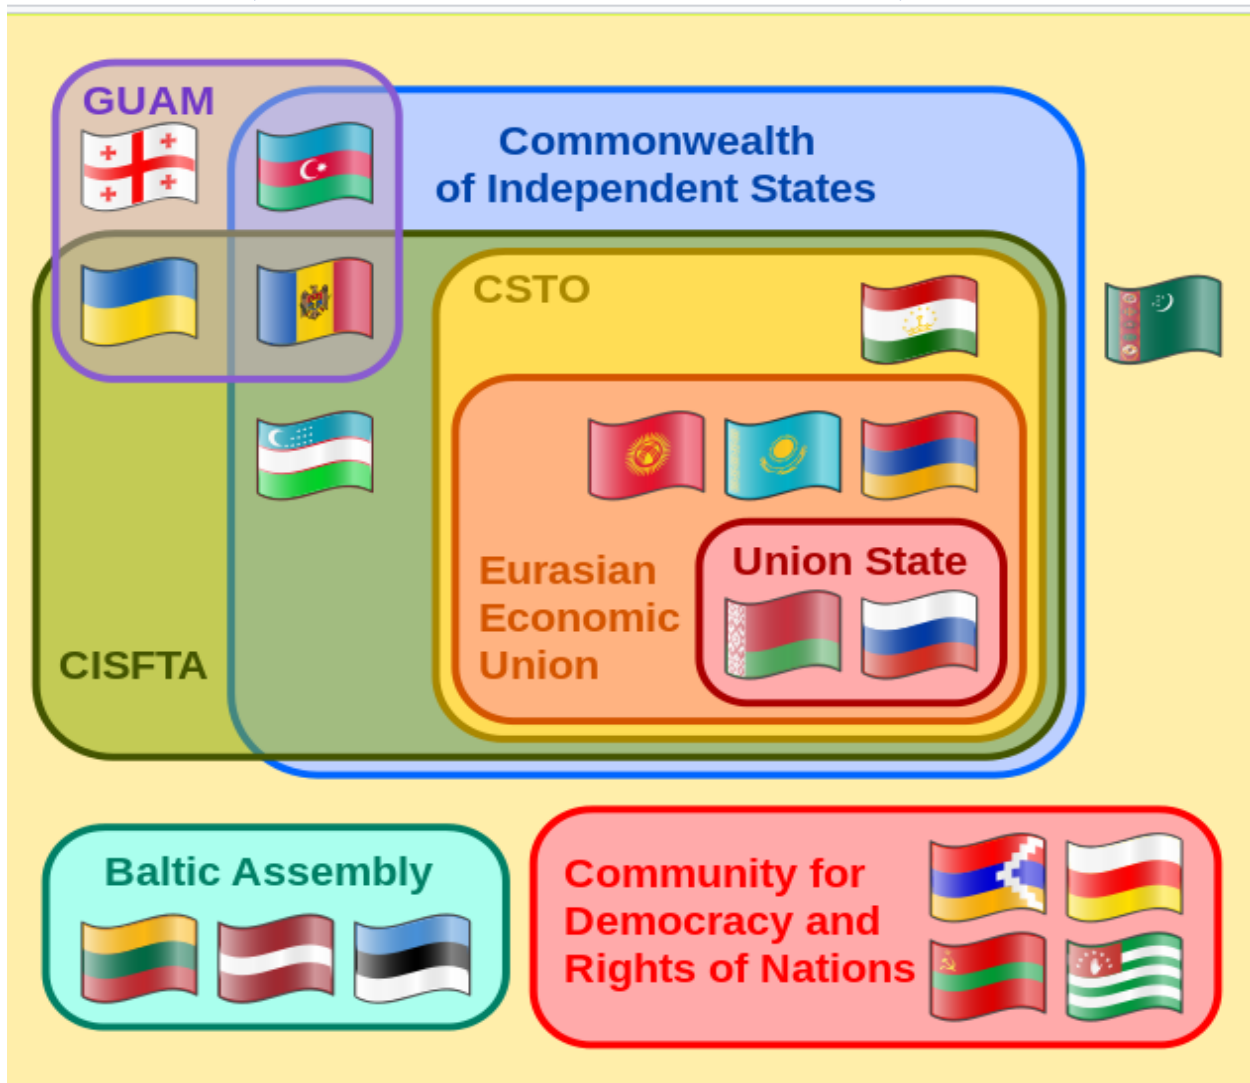 GUAM
Commonwealth
of Independent States
CSTO
Eurasian
Economic
Union
Union State
CISFTA
Baltic Assembly
Community for
Democracy and
Rights of Nations